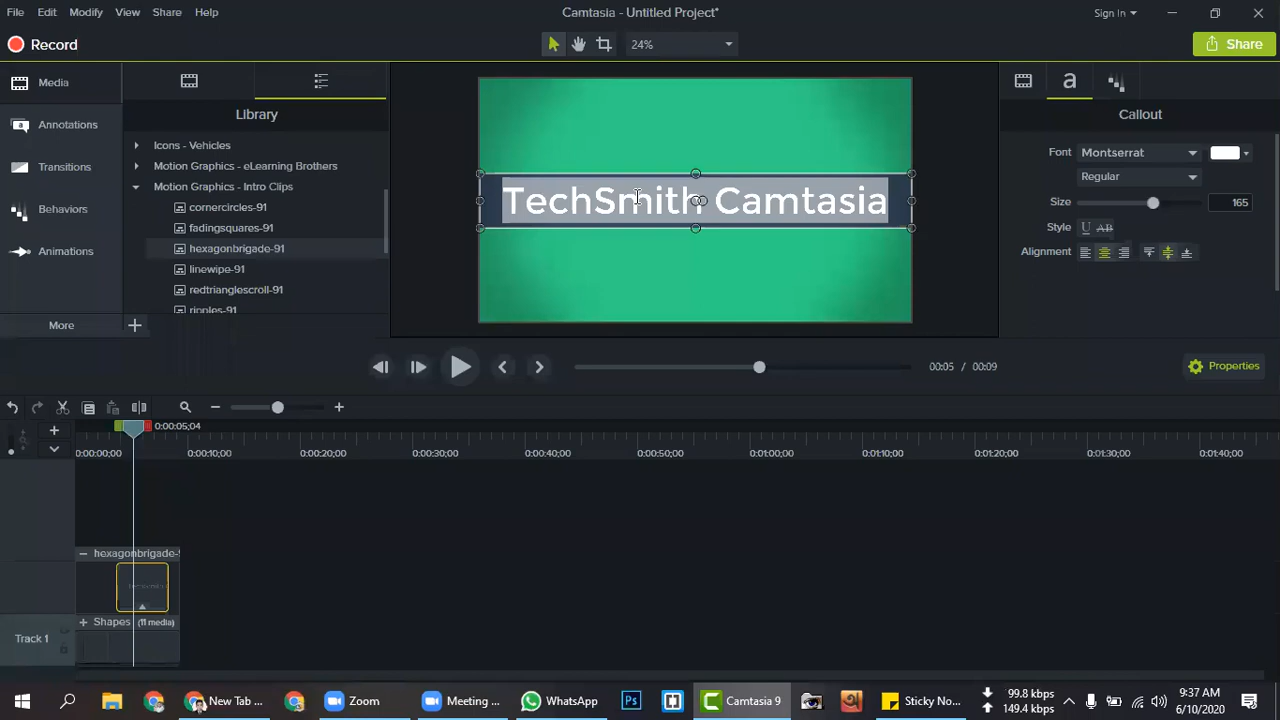 File Edit Modify View Share Help Camtasia - Untitled Project* Sign In
Record 24% Share
Media
Annotations
Transitions
Behaviors
Animations
More
Library
Icons - Vehicles
Motion Graphics - eLearning Brothers
Motion Graphics - Intro Clips
cornercircles-91
fadingsquares-91
hexagonbrigade-91
linewipe-91
redtrianglescroll-91
ripples-91
TechSmith Camtasia
a
Callout
Font Montserrat
Regular
Size 165
Style U AB
Alignment
00:05 / 00:09 Properties
0:00:05;04
0:00:00;00 0:00:10;00 0:00:20;00 0:00:30;00 0:00:40;00 0:00:50;00 0:01:00;00 0:01:10;00 0:01:20;00 0:01:30;00 0:01:40;00
hexagonbrigade-9
Shapes (11 media)
Track 1
New Tab ... Zoom Meeting ... WhatsApp Ps Camtasia 9 Sticky No...
99.8 kbps
149.4 kbps
9:37 AM
6/10/2020